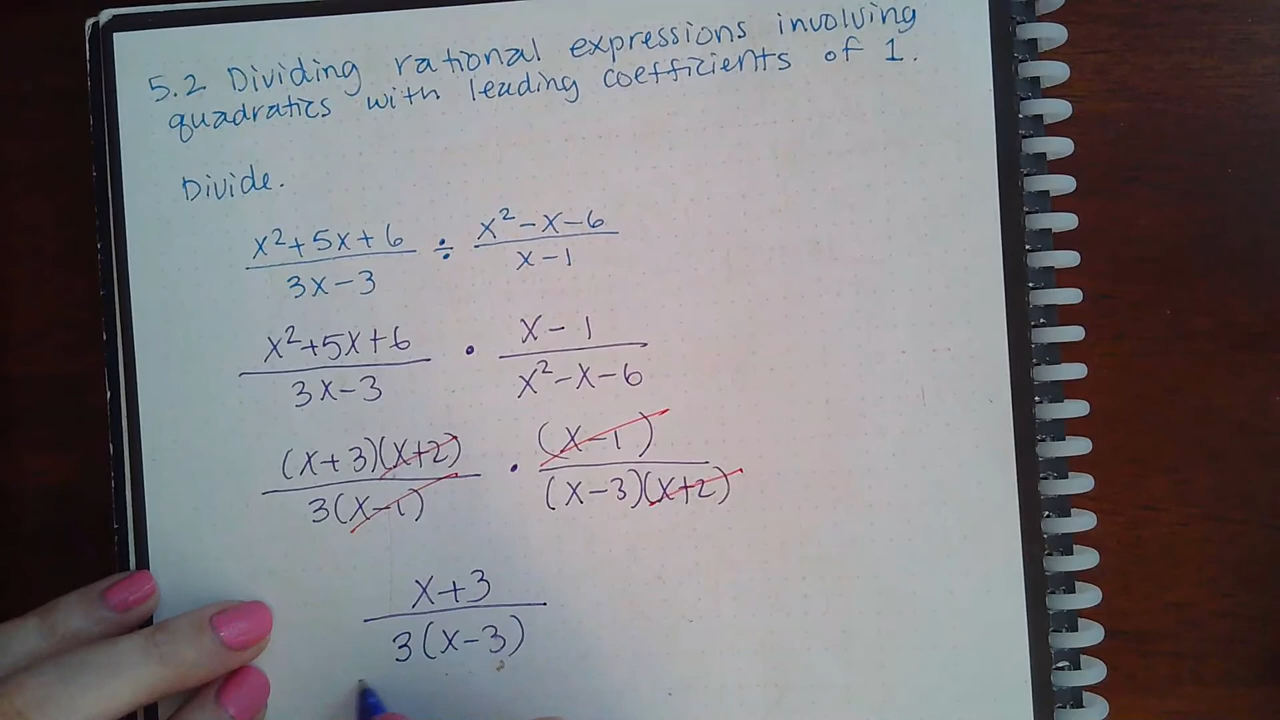 5.2 Dividing rational expressions involving
quadratics with leading coefficients of 1.
Divide.
x²+5x+6 / 3x-3 ÷ x²-x-6 / x-1
x²+5x+6 / 3x-3 · x-1 / x²-x-6
(x+3)(x+2) / 3(x-1) · (x-1) / (x-3)(x+2)
x+3 / 3(x-3)